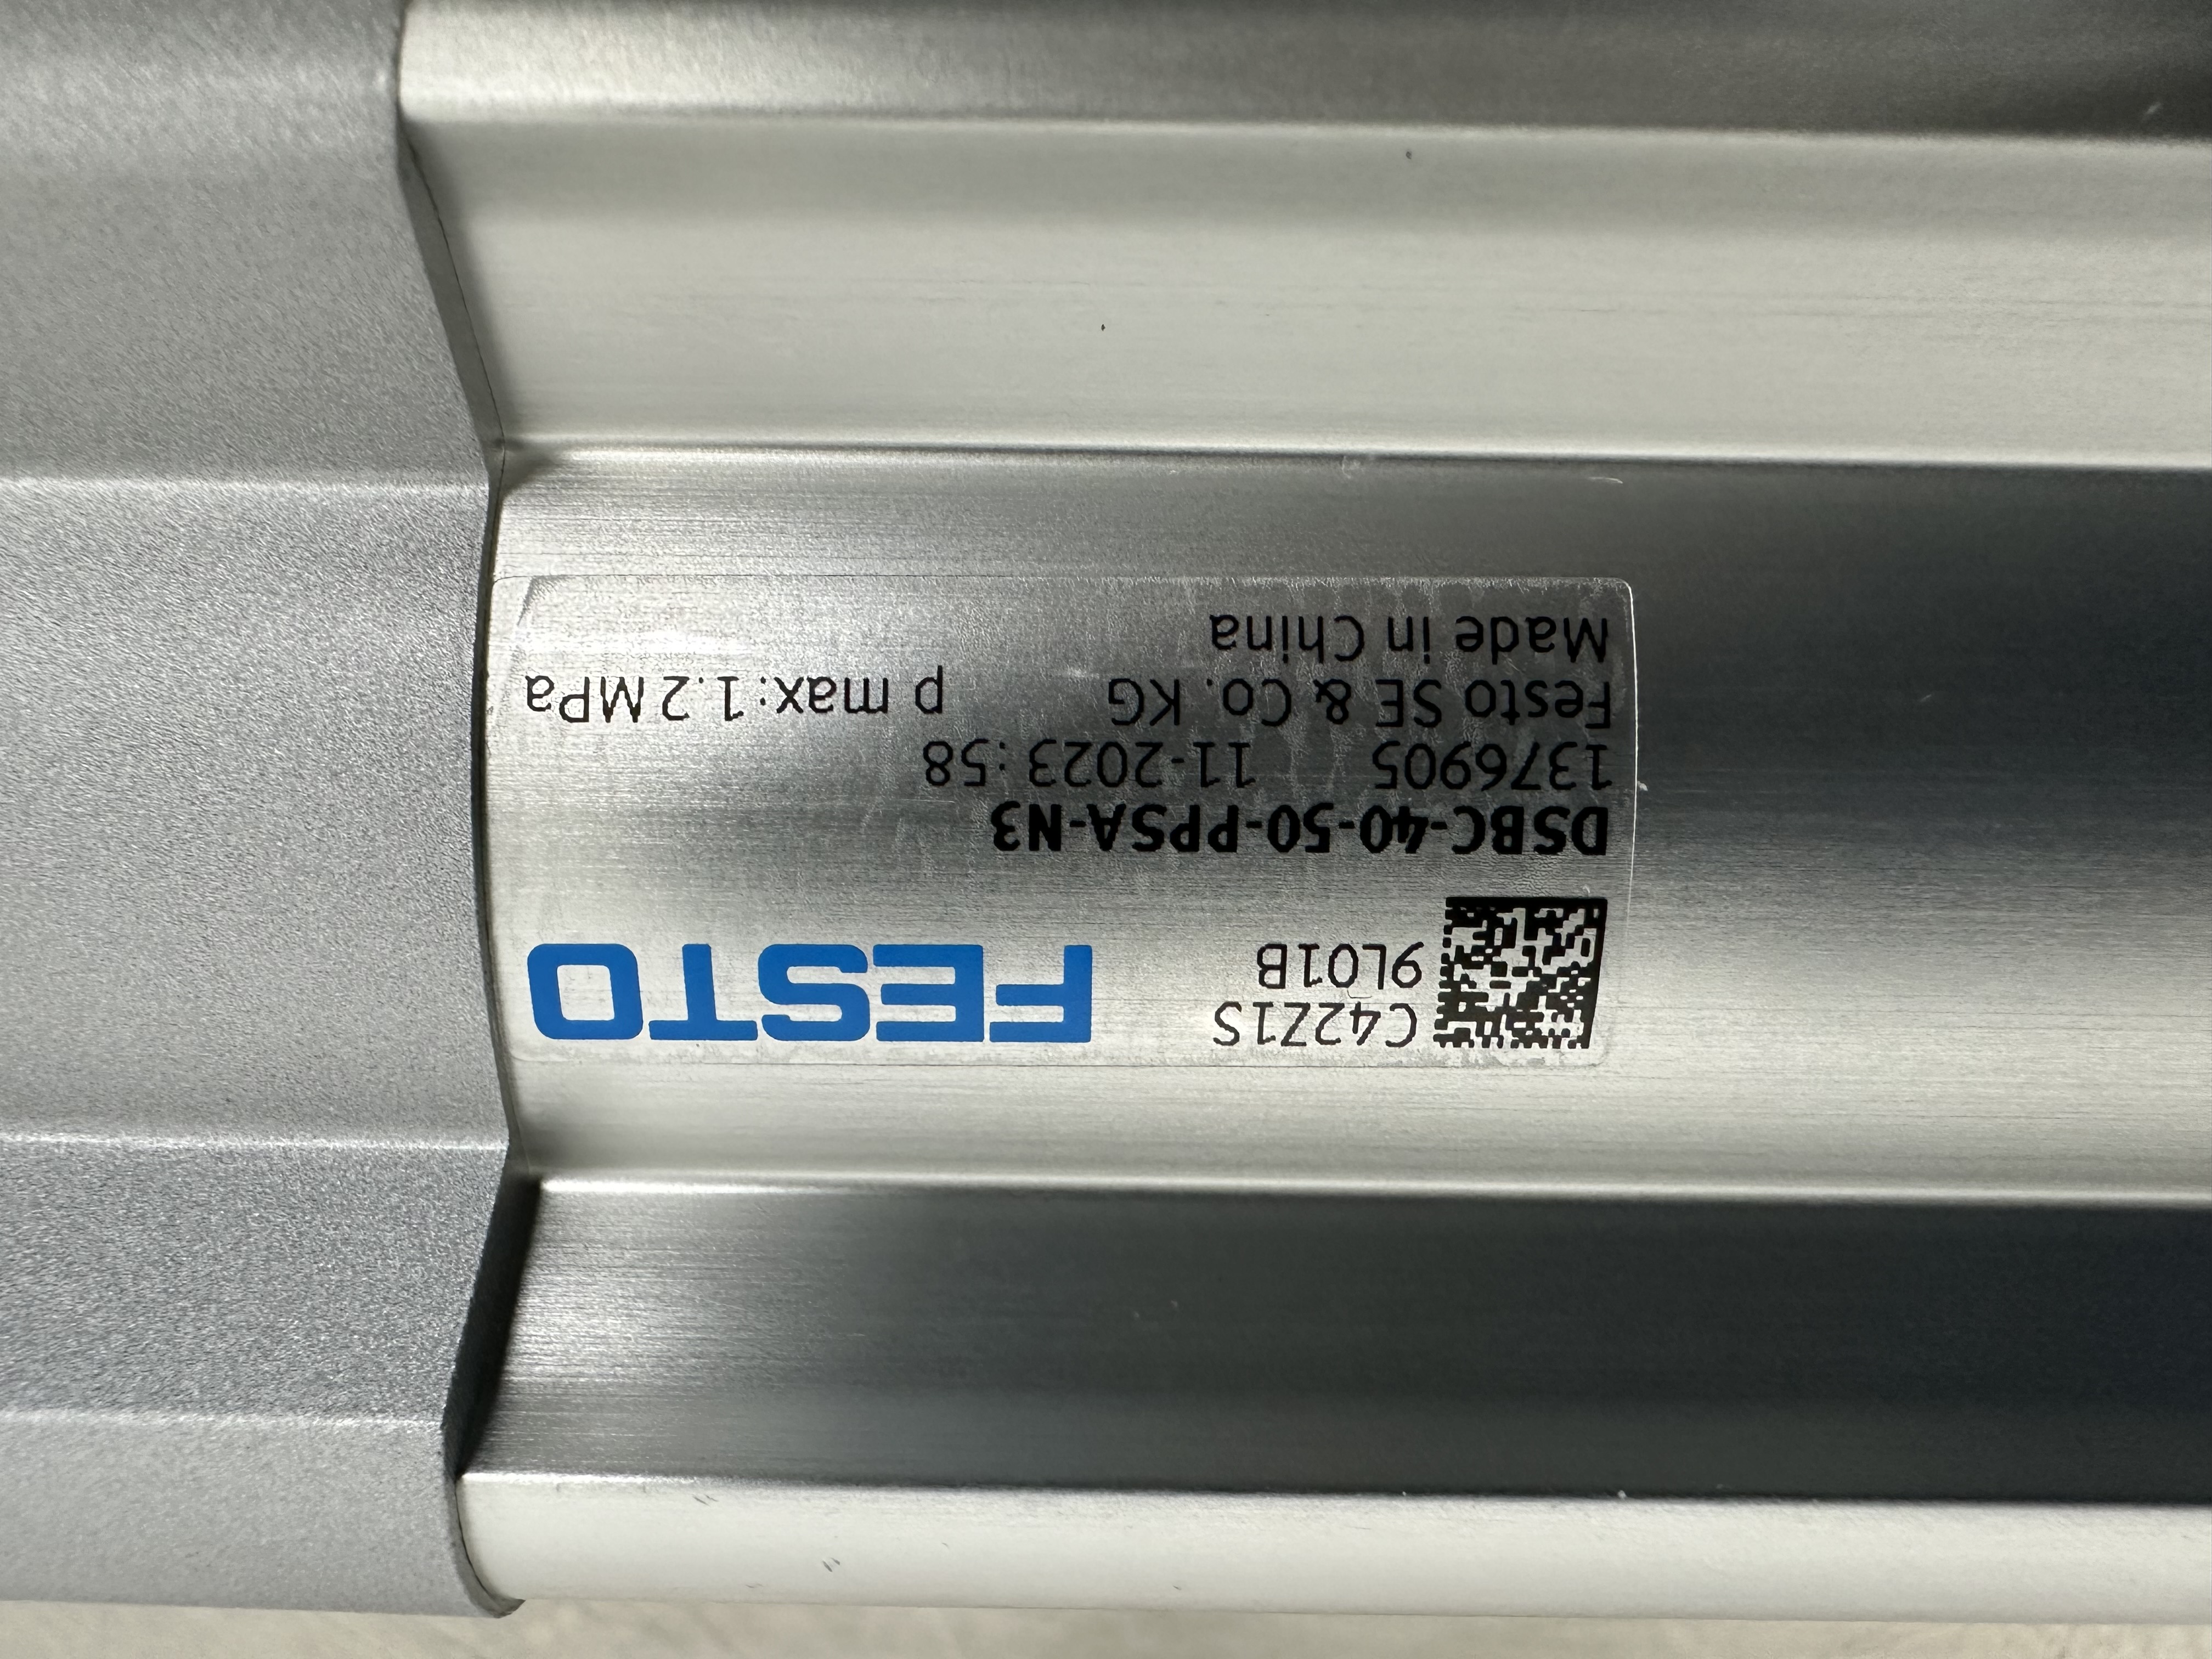 C42Z1S
9L01B
FESTO
DSBC-40-50-PPSA-N3
1376905 11-2023:58
Festo SE & Co. KG p max:1.2 MPa
Made in China